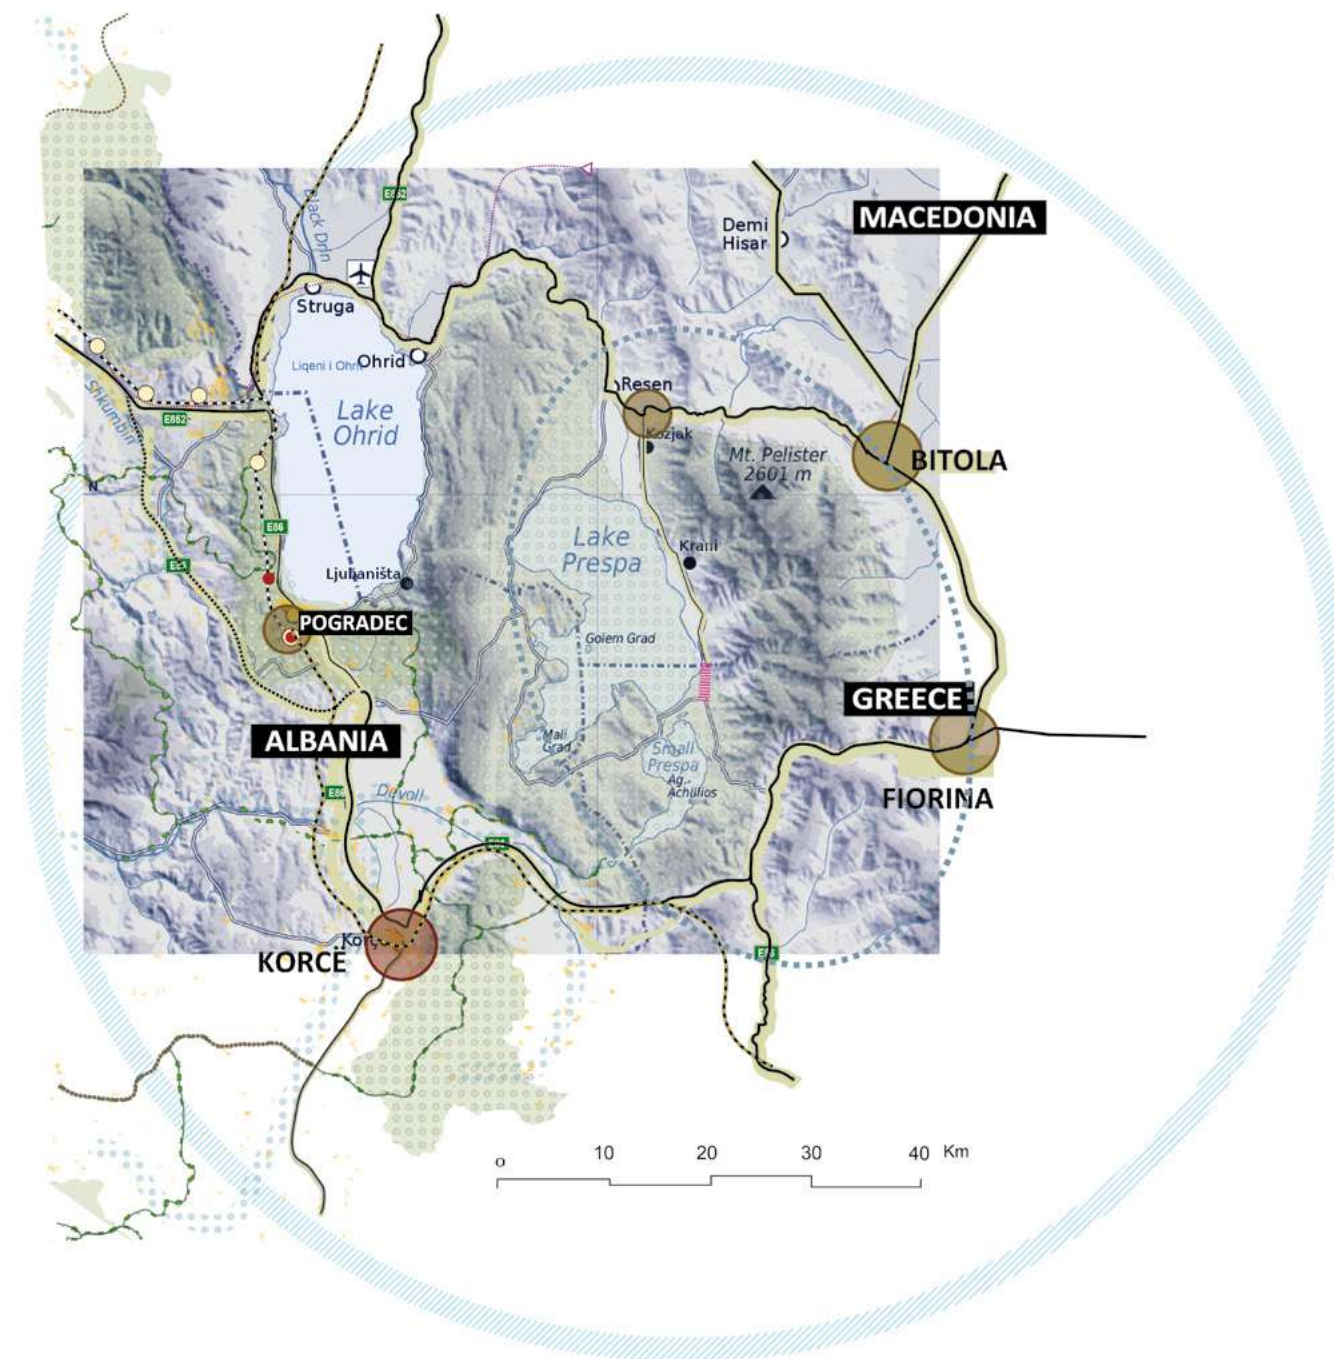 E852
Black Drin
MACEDONIA
Demi
Hisar
Struga
Liqeni i Ohrit
Ohrid
Lake
Ohrid
Resen
Kozjak
Shkumbin
E852
Mt. Pelister
2601 m
BITOLA
N
E86
Lake
Prespa
Krani
Ljubaništa
POGRADEC
Golem Grad
GREECE
ALBANIA
Mali
Grad
Small
Prespa
Ag.
Achillios
FIORINA
E86
Devoll
KORCË
0
10
20
30
40
Km